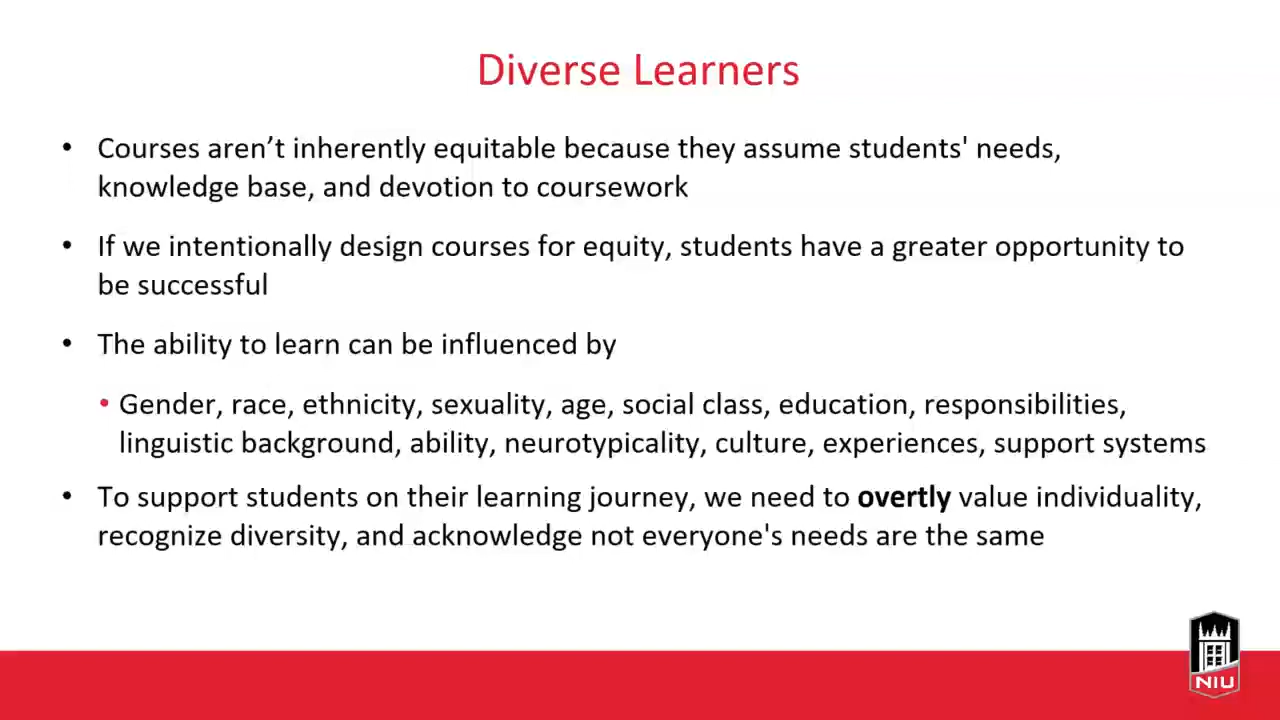 Diverse Learners
• Courses aren’t inherently equitable because they assume students' needs,
knowledge base, and devotion to coursework
• If we intentionally design courses for equity, students have a greater opportunity to
be successful
• The ability to learn can be influenced by
• Gender, race, ethnicity, sexuality, age, social class, education, responsibilities,
linguistic background, ability, neurotypicality, culture, experiences, support systems
• To support students on their learning journey, we need to overtly value individuality,
recognize diversity, and acknowledge not everyone's needs are the same
NIU